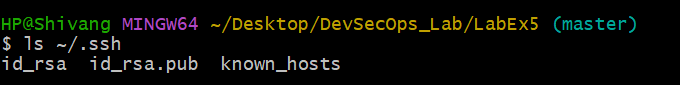 HP@Shivang MINGW64 ~/Desktop/DevSecOps_Lab/LabEx5 (master)
$ ls ~/.ssh
id_rsa  id_rsa.pub  known_hosts